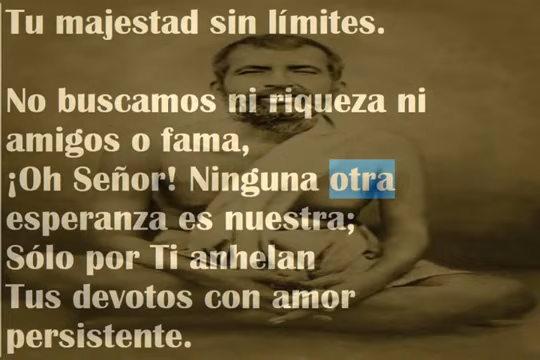 Tu majestad sin límites.
No buscamos ni riqueza ni
amigos o fama,
¡Oh Señor! Ninguna otra
esperanza es nuestra;
Sólo por Ti anhelan
Tus devotos con amor
persistente.